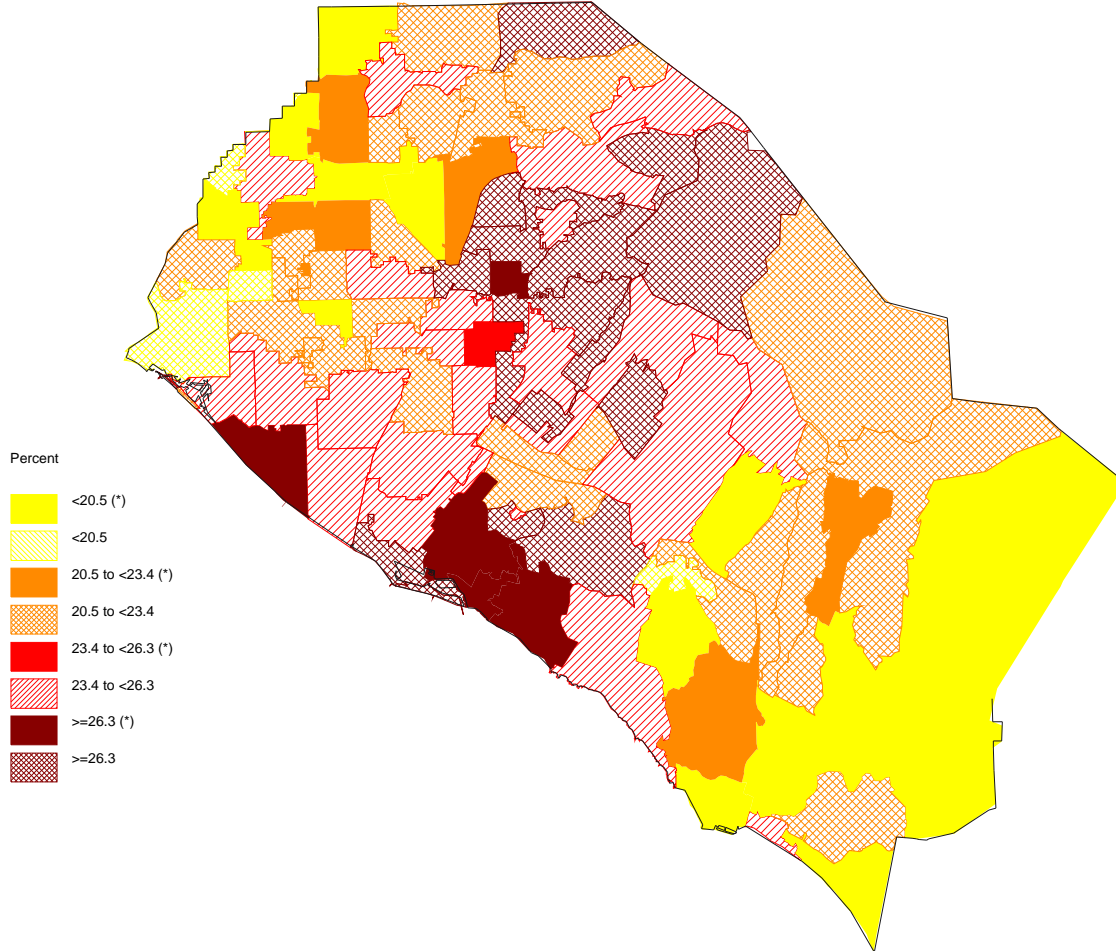 Percent
<20.5 (*)
<20.5
20.5 to <23.4 (*)
20.5 to <23.4
23.4 to <26.3 (*)
23.4 to <26.3
>=26.3 (*)
>=26.3